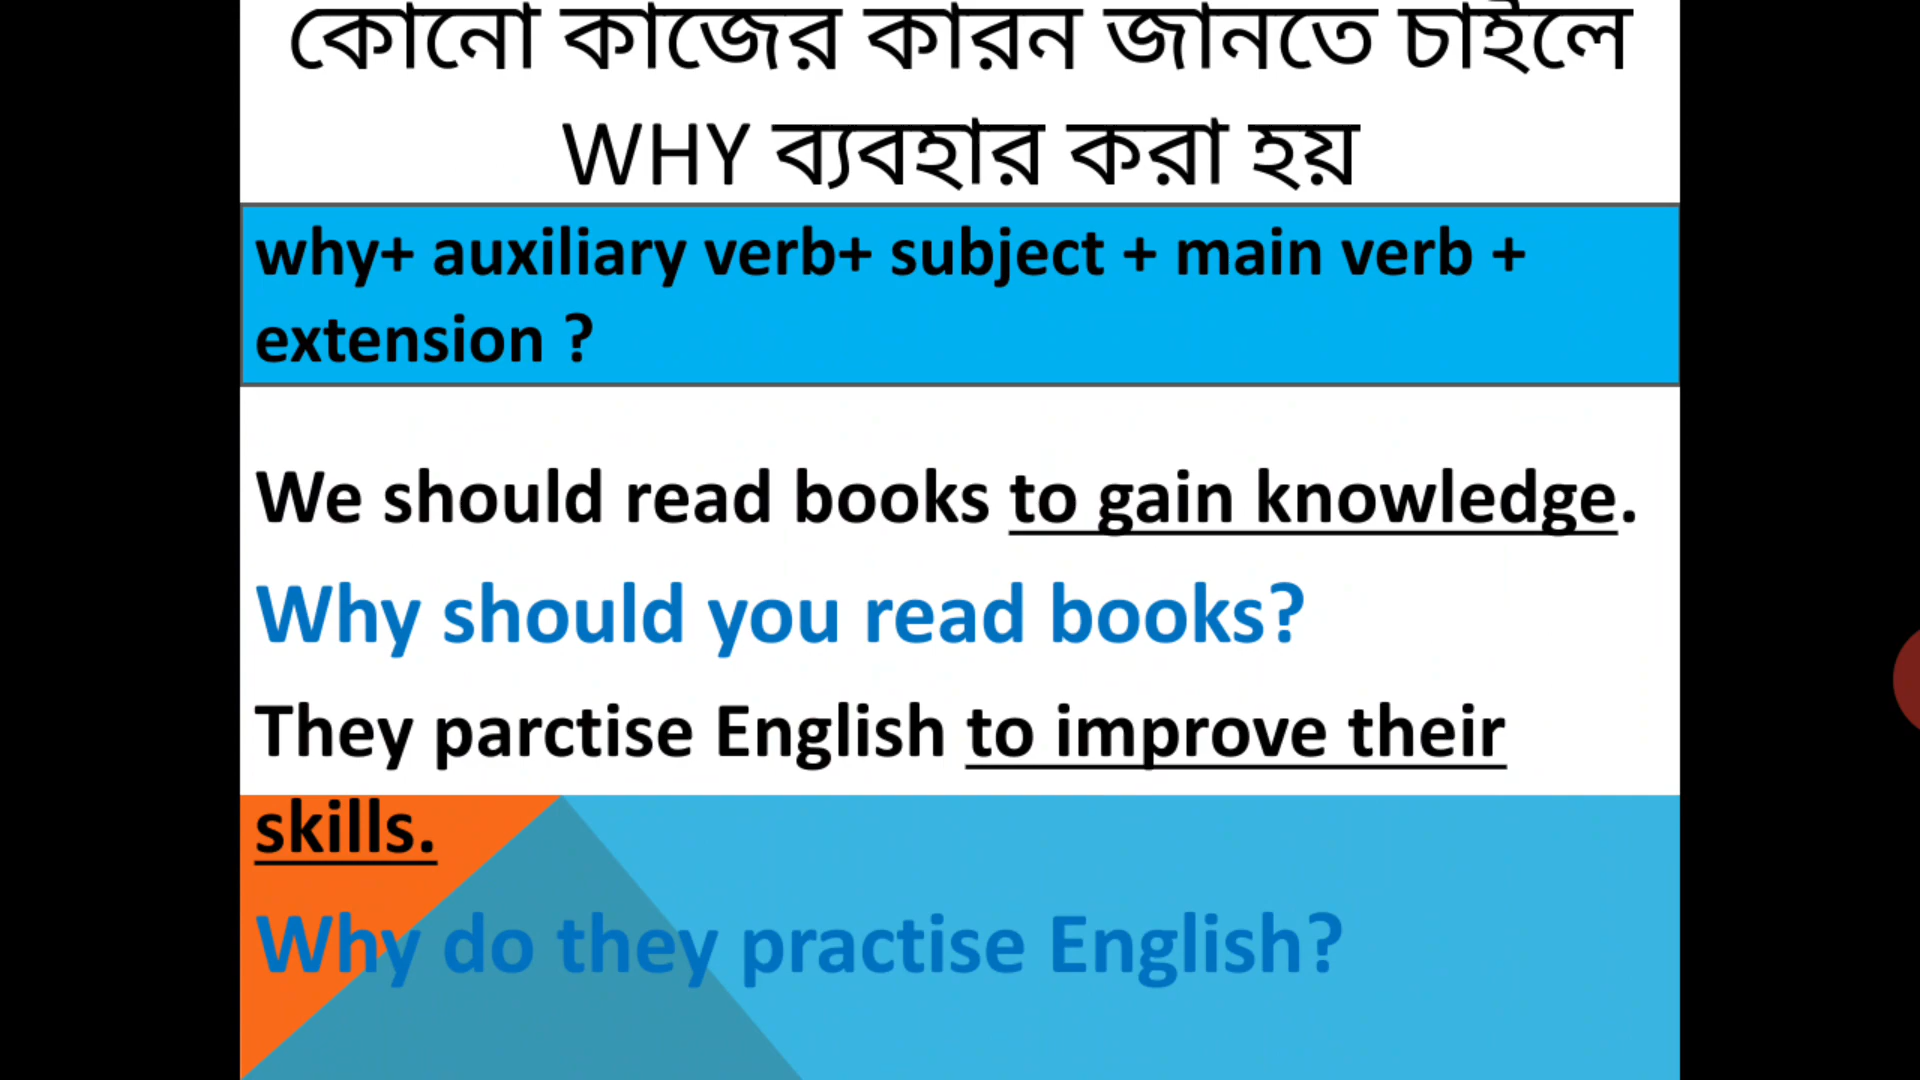 কোনো কাজের কারন জানতে চাইলে
WHY ব্যবহার করা হয়
why+ auxiliary verb+ subject + main verb +
extension ?
We should read books to gain knowledge.
Why should you read books?
They parctise English to improve their
skills.
Why do they practise English?